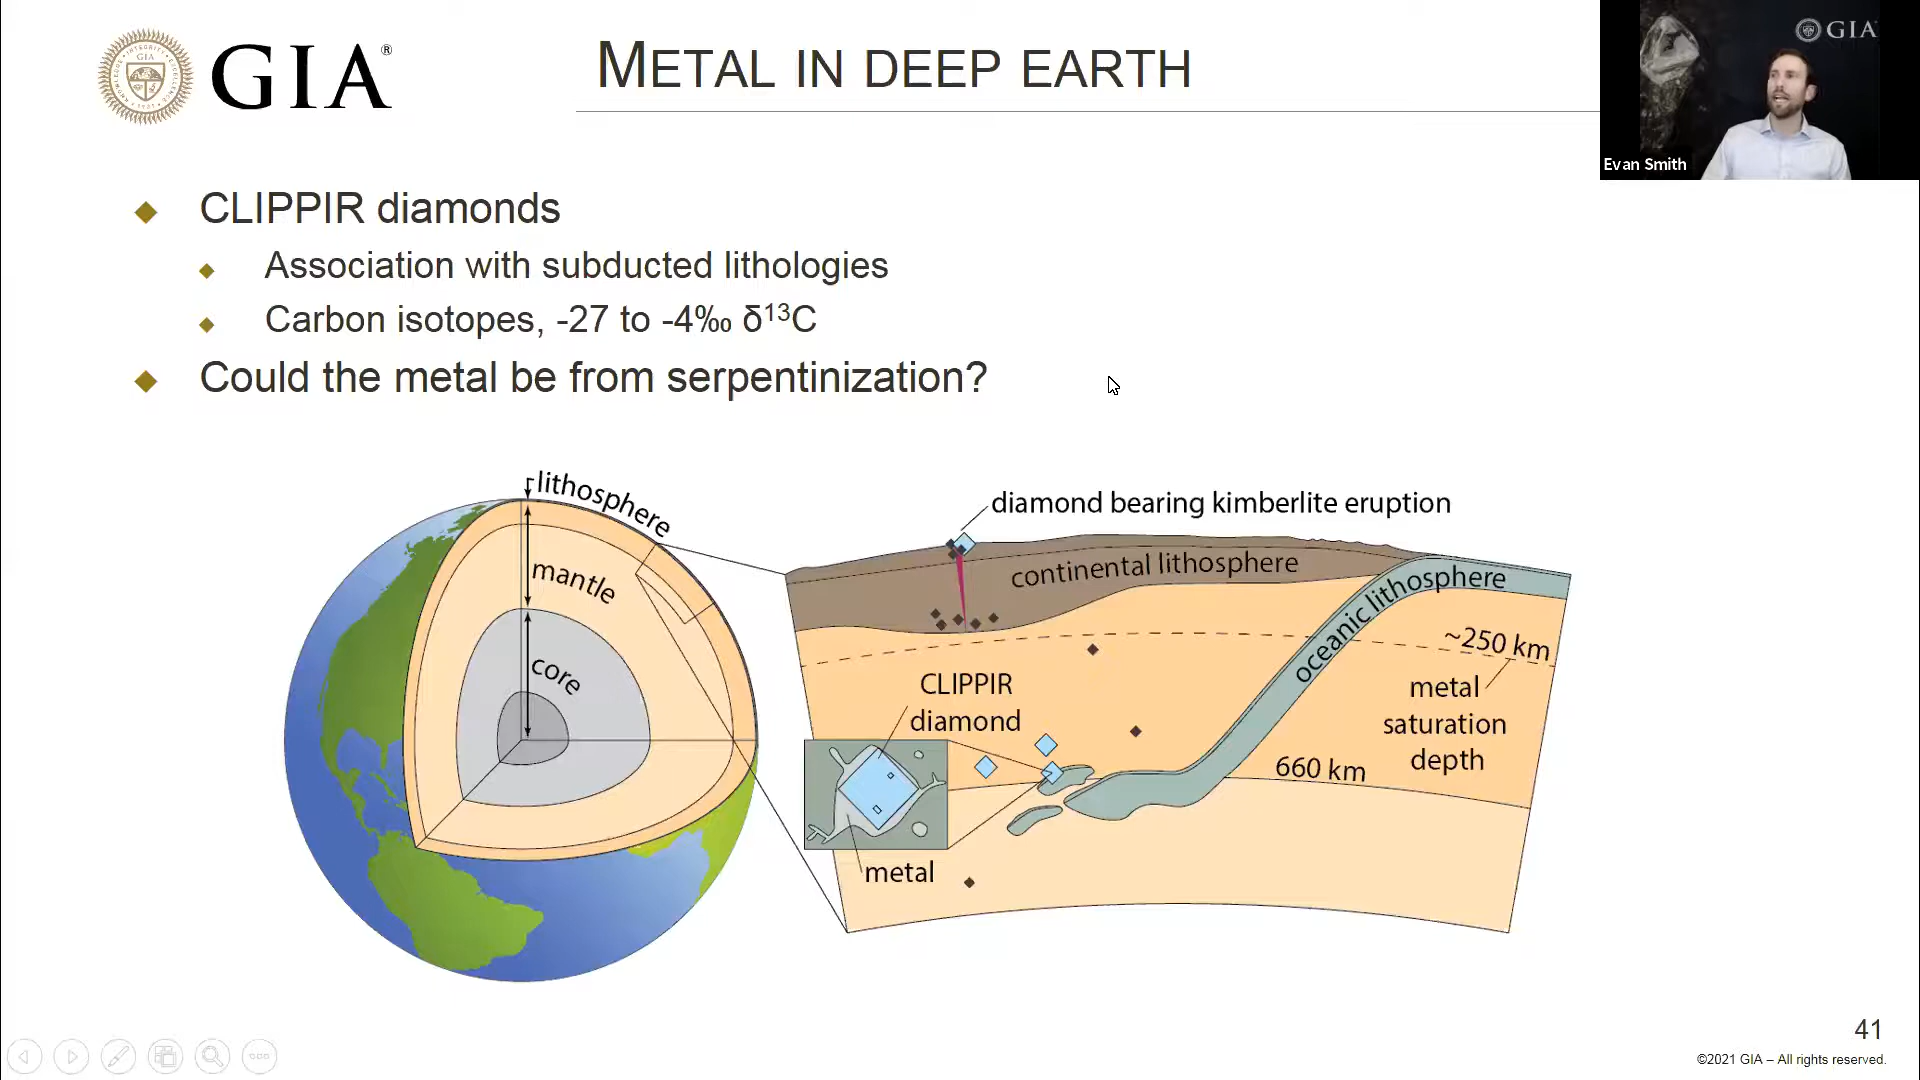 GIA®
METAL IN DEEP EARTH
GIA
Evan Smith
CLIPPIR diamonds
Association with subducted lithologies
Carbon isotopes, -27 to -4‰ δ¹³C
Could the metal be from serpentinization?
lithosphere
mantle
core
diamond bearing kimberlite eruption
continental lithosphere
oceanic lithosphere
~250 km
metal
saturation
depth
CLIPPIR
diamond
660 km
metal
41
©2021 GIA – All rights reserved.